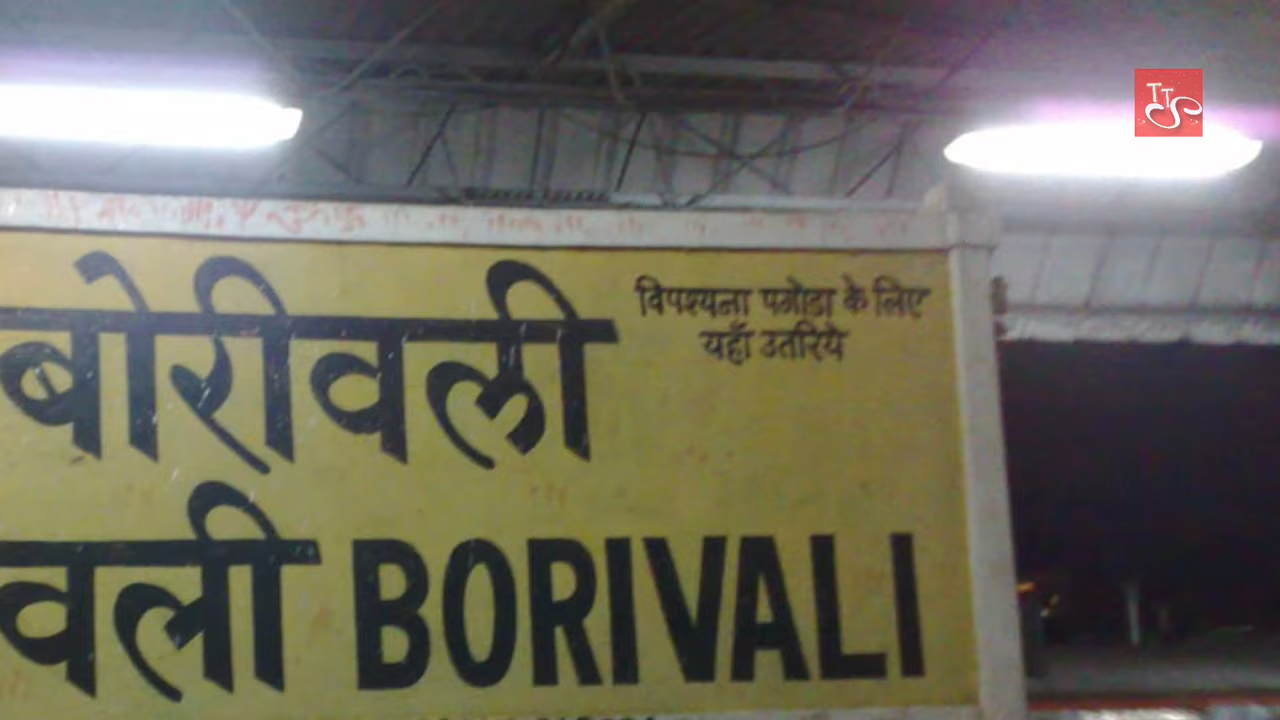 बोरीवली
विपश्यना पगोडा के लिए
यहाँ उतरिये
वली BORIVALI